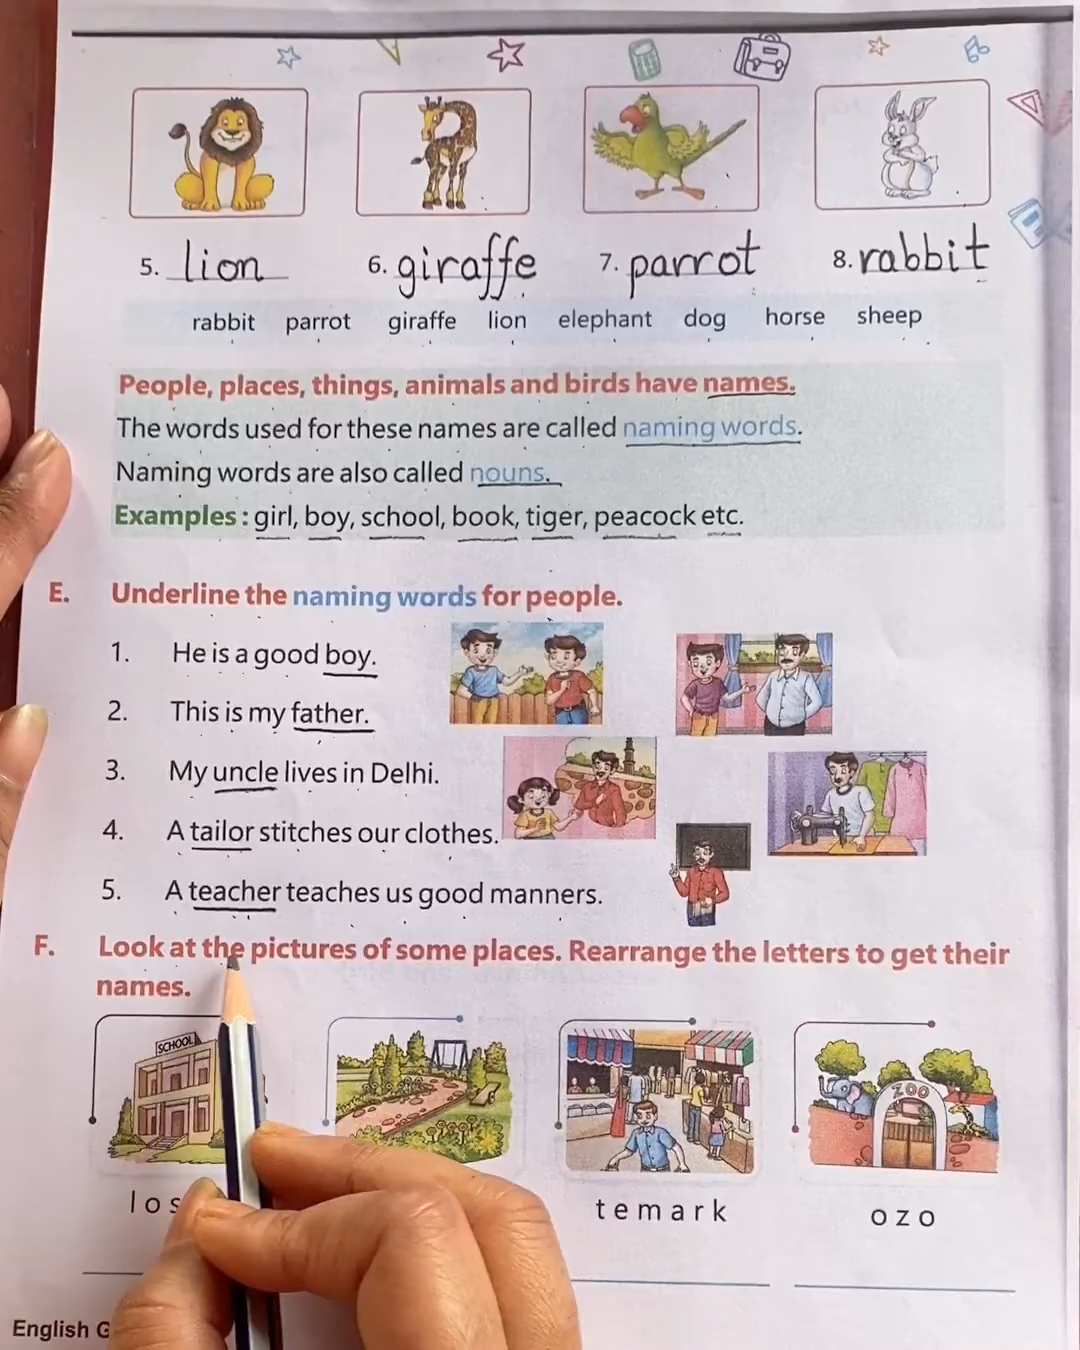 5. lion 6. giraffe 7. parrot 8. rabbit
rabbit parrot giraffe lion elephant dog horse sheep
People, places, things, animals and birds have names.
The words used for these names are called naming words.
Naming words are also called nouns.
Examples : girl, boy, school, book, tiger, peacock etc.
E. Underline the naming words for people.
1. He is a good boy.
2. This is my father.
3. My uncle lives in Delhi.
4. A tailor stitches our clothes.
5. A teacher teaches us good manners.
F. Look at the pictures of some places. Rearrange the letters to get their
names.
SCHOOL ZOO
l o s t e m a r k o z o
English G